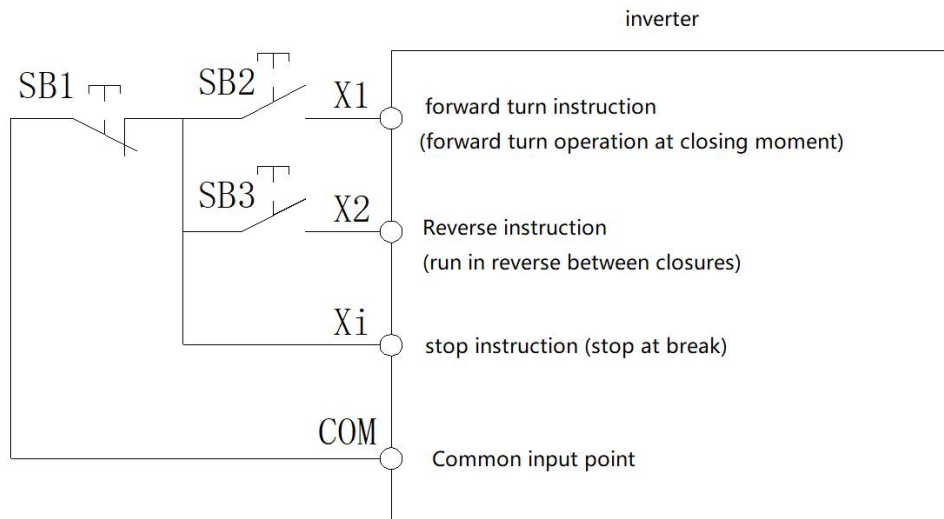 inverter
SB1
SB2
X1
forward turn instruction
(forward turn operation at closing moment)
SB3
X2
Reverse instruction
(run in reverse between closures)
Xi
stop instruction (stop at break)
COM
Common input point